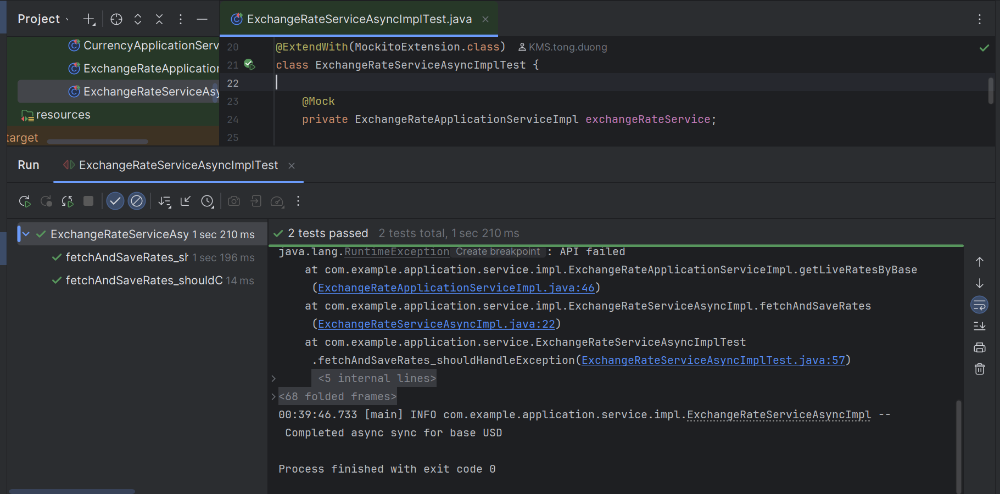 Project
ExchangeRateServiceAsyncImplTest.java
CurrencyApplicationServ
ExchangeRateApplication
ExchangeRateServiceAsy
resources
target
20 @ExtendWith(MockitoExtension.class) KMS.tong.duong
21 class ExchangeRateServiceAsyncImplTest {
22
23 @Mock
24 private ExchangeRateApplicationServiceImpl exchangeRateService;
25
Run ExchangeRateServiceAsyncImplTest
ExchangeRateServiceAsy 1 sec 210 ms
fetchAndSaveRates_sh 1 sec 196 ms
fetchAndSaveRates_shouldC 14 ms
2 tests passed 2 tests total, 1 sec 210 ms
java.lang.RuntimeException Create breakpoint : API failed
at com.example.application.service.impl.ExchangeRateApplicationServiceImpl.getLiveRatesByBase
(ExchangeRateApplicationServiceImpl.java:46)
at com.example.application.service.impl.ExchangeRateServiceAsyncImpl.fetchAndSaveRates
(ExchangeRateServiceAsyncImpl.java:22)
at com.example.application.service.ExchangeRateServiceAsyncImplTest
.fetchAndSaveRates_shouldHandleException(ExchangeRateServiceAsyncImplTest.java:57)
<5 internal lines>
<68 folded frames>
00:39:46.733 [main] INFO com.example.application.service.impl.ExchangeRateServiceAsyncImpl --
Completed async sync for base USD
Process finished with exit code 0